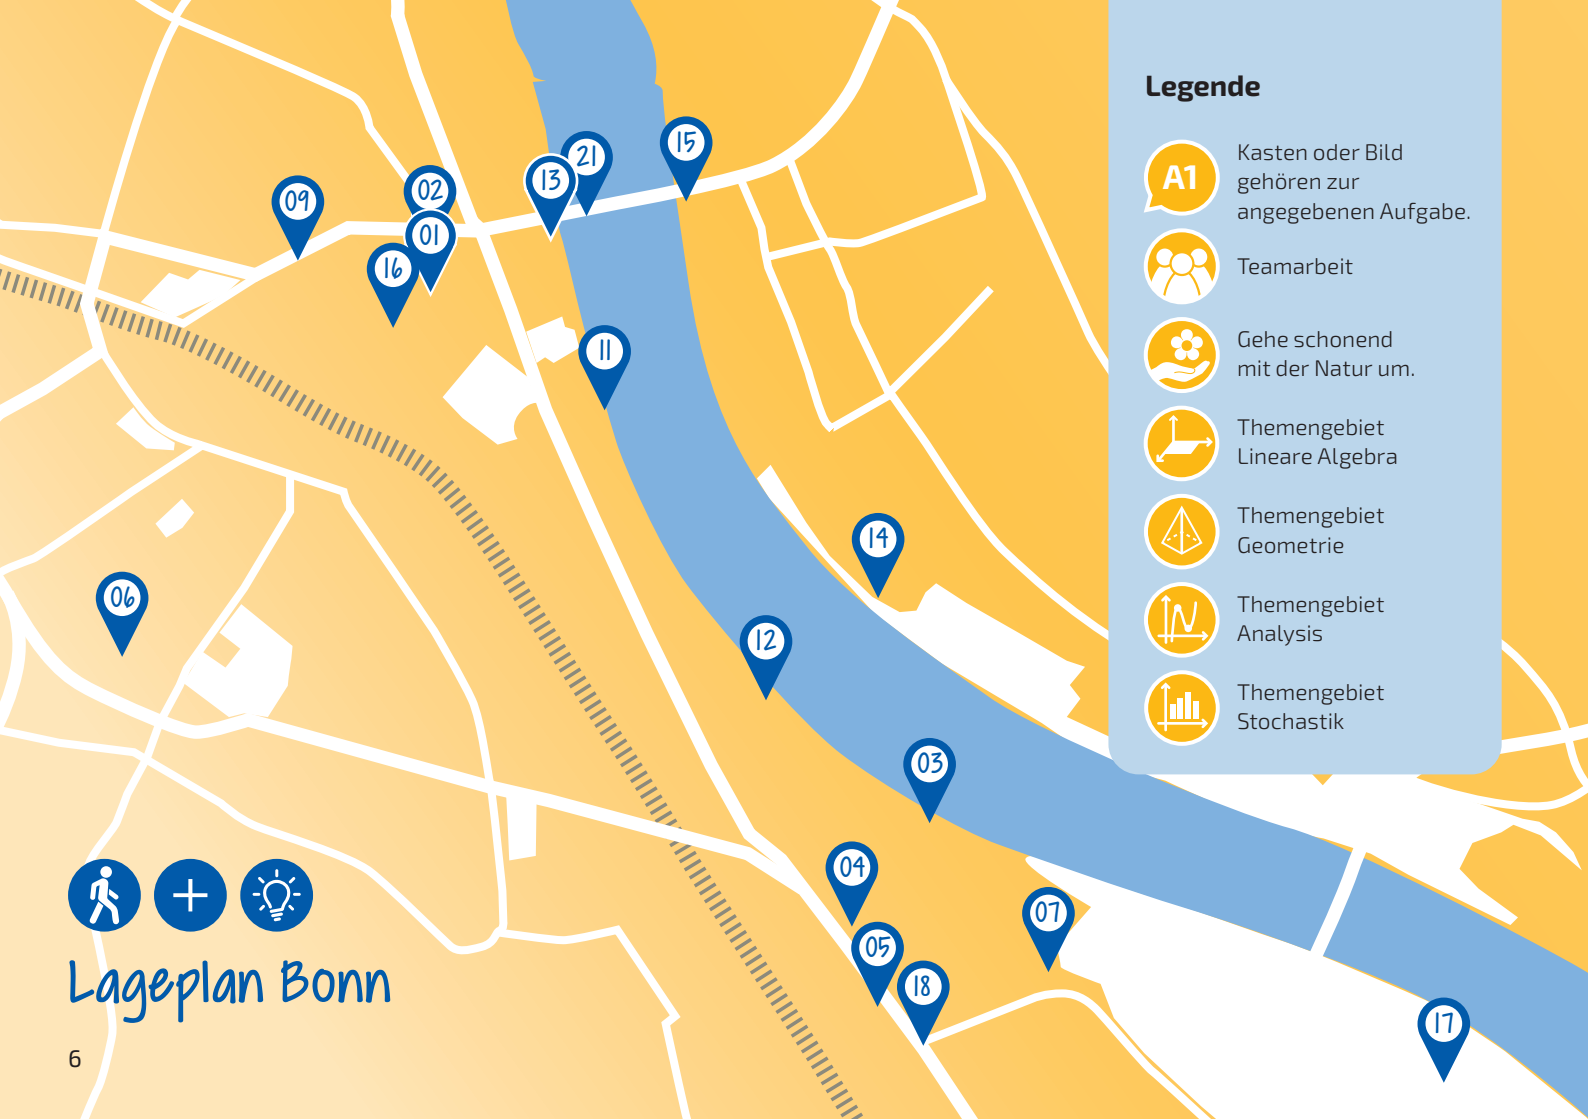 Legende
A1
Kasten oder Bild
gehören zur
angegebenen Aufgabe.
Teamarbeit
Gehe schonend
mit der Natur um.
Themengebiet
Lineare Algebra
Themengebiet
Geometrie
Themengebiet
Analysis
Themengebiet
Stochastik
15
21
13
02
09
01
16
11
14
06
12
03
04
07
05
18
17
Lageplan Bonn
6